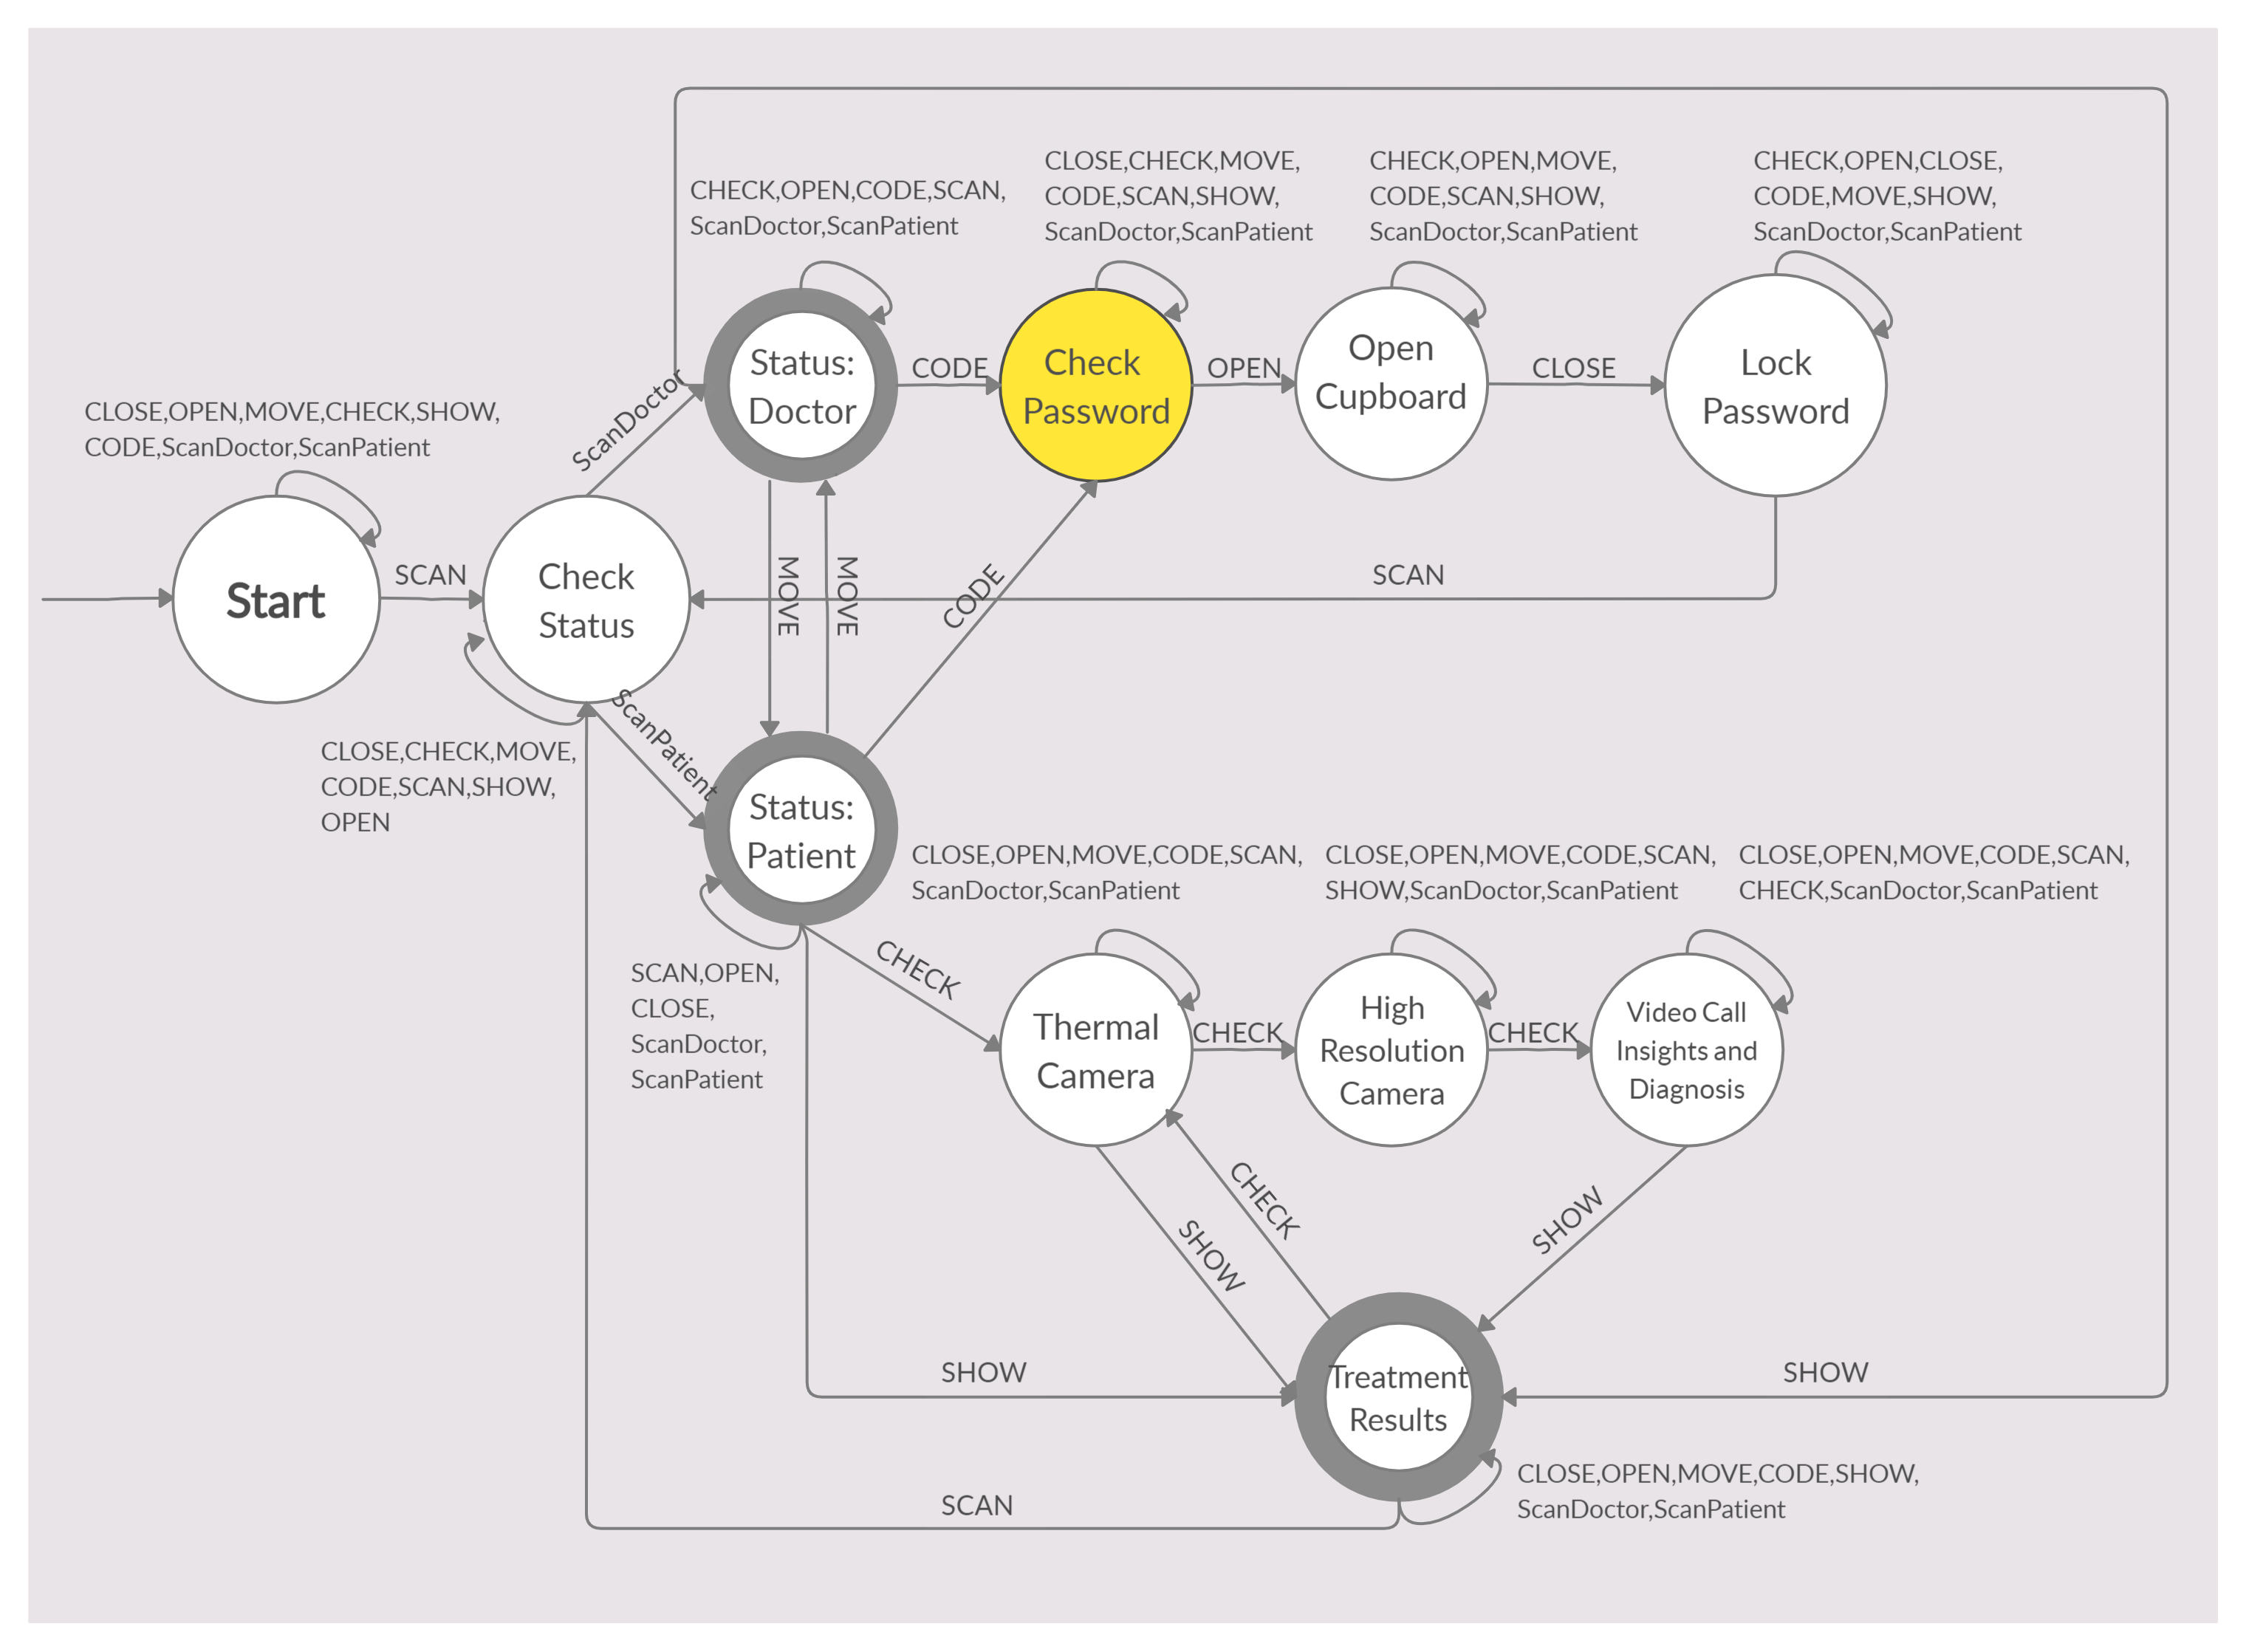 CLOSE,CHECK,MOVE,
CODE,SCAN,SHOW,
ScanDoctor,ScanPatient
CHECK,OPEN,MOVE,
CODE,SCAN,SHOW,
ScanDoctor,ScanPatient
CHECK,OPEN,CLOSE,
CODE,MOVE,SHOW,
ScanDoctor,ScanPatient
CHECK,OPEN,CODE,SCAN,
ScanDoctor,ScanPatient
Status:
Doctor
CODE
Check
Password
OPEN
Open
Cupboard
CLOSE
Lock
Password
ScanDoctor
CLOSE,OPEN,MOVE,CHECK,SHOW,
CODE,ScanDoctor,ScanPatient
Start
SCAN
Check
Status
MOVE
MOVE
CODE
SCAN
ScanPatient
CLOSE,CHECK,MOVE,
CODE,SCAN,SHOW,
OPEN
Status:
Patient
CLOSE,OPEN,MOVE,CODE,SCAN,
ScanDoctor,ScanPatient
CLOSE,OPEN,MOVE,CODE,SCAN,
SHOW,ScanDoctor,ScanPatient
CLOSE,OPEN,MOVE,CODE,SCAN,
CHECK,ScanDoctor,ScanPatient
SCAN,OPEN,
CLOSE,
ScanDoctor,
ScanPatient
CHECK
Thermal
Camera
CHECK
High
Resolution
Camera
CHECK
Video Call
Insights and
Diagnosis
CHECK
SHOW
SHOW
SHOW
Treatment
Results
SHOW
CLOSE,OPEN,MOVE,CODE,SHOW,
ScanDoctor,ScanPatient
SCAN